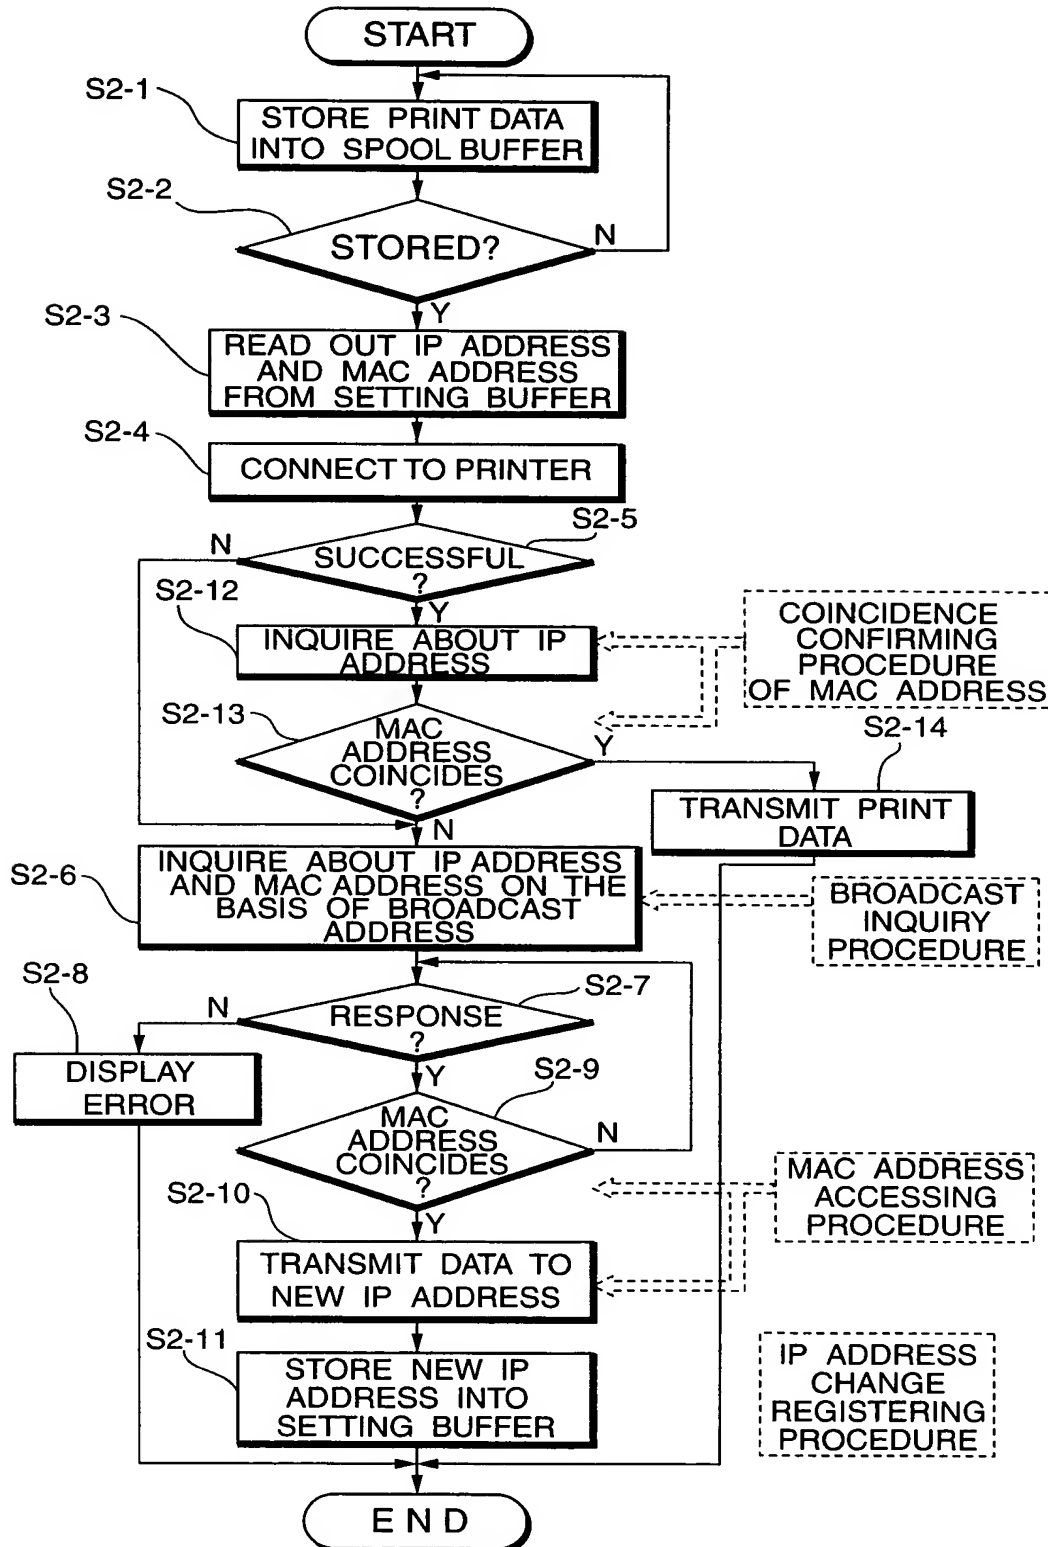 START
S2-1
STORE PRINT DATA
INTO SPOOL BUFFER
S2-2
STORED?
N
Y
S2-3
READ OUT IP ADDRESS
AND MAC ADDRESS
FROM SETTING BUFFER
S2-4
CONNECT TO PRINTER
S2-5
N
SUCCESSFUL
?
Y
S2-12
INQUIRE ABOUT IP
ADDRESS
COINCIDENCE
CONFIRMING
PROCEDURE
OF MAC ADDRESS
S2-13
MAC
ADDRESS
COINCIDES
?
Y
N
S2-14
TRANSMIT PRINT
DATA
S2-6
INQUIRE ABOUT IP ADDRESS
AND MAC ADDRESS ON THE
BASIS OF BROADCAST
ADDRESS
BROADCAST
INQUIRY
PROCEDURE
S2-7
RESPONSE
?
N
Y
S2-8
DISPLAY
ERROR
S2-9
MAC
ADDRESS
COINCIDES
?
N
Y
MAC ADDRESS
ACCESSING
PROCEDURE
S2-10
TRANSMIT DATA TO
NEW IP ADDRESS
S2-11
STORE NEW IP
ADDRESS INTO
SETTING BUFFER
IP ADDRESS
CHANGE
REGISTERING
PROCEDURE
END